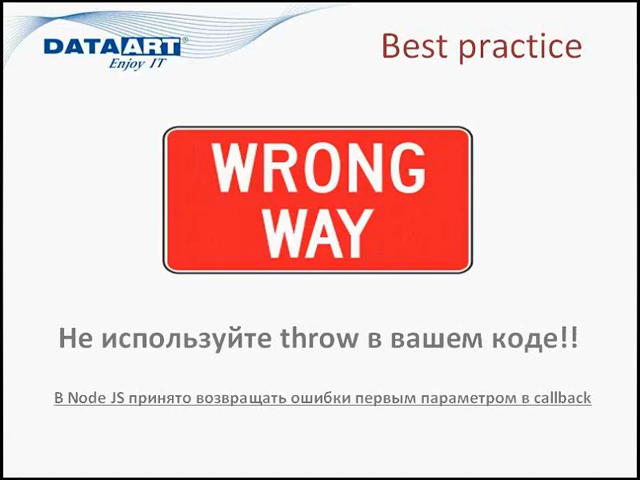 DATAART®
Enjoy IT
Best practice
WRONG
WAY
Не используйте throw в вашем коде!!
В Node JS принято возвращать ошибки первым параметром в callback